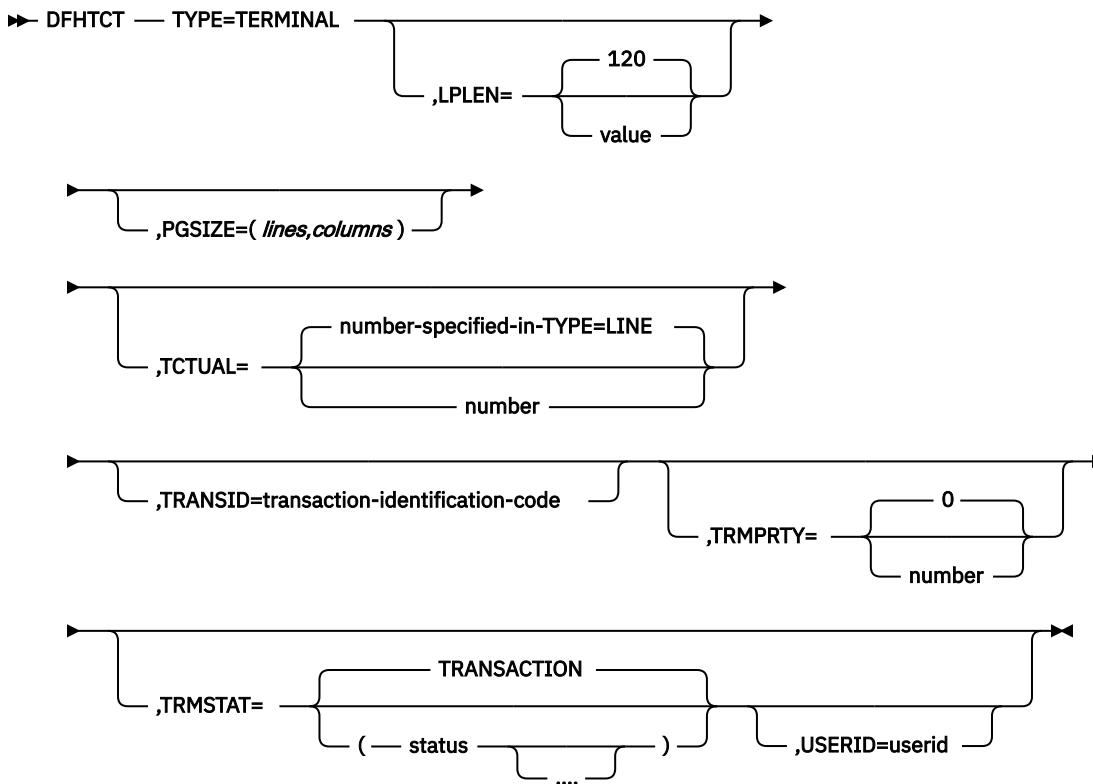 DFHTCT TYPE=TERMINAL
120
,LPLEN=
value
,PGSIZE=( lines,columns )
number-specified-in-TYPE=LINE
,TCTUAL=
number
,TRANSID=transaction-identification-code
0
,TRMPRTY=
number
TRANSACTION
,TRMSTAT=
( status )
,USERID=userid
....